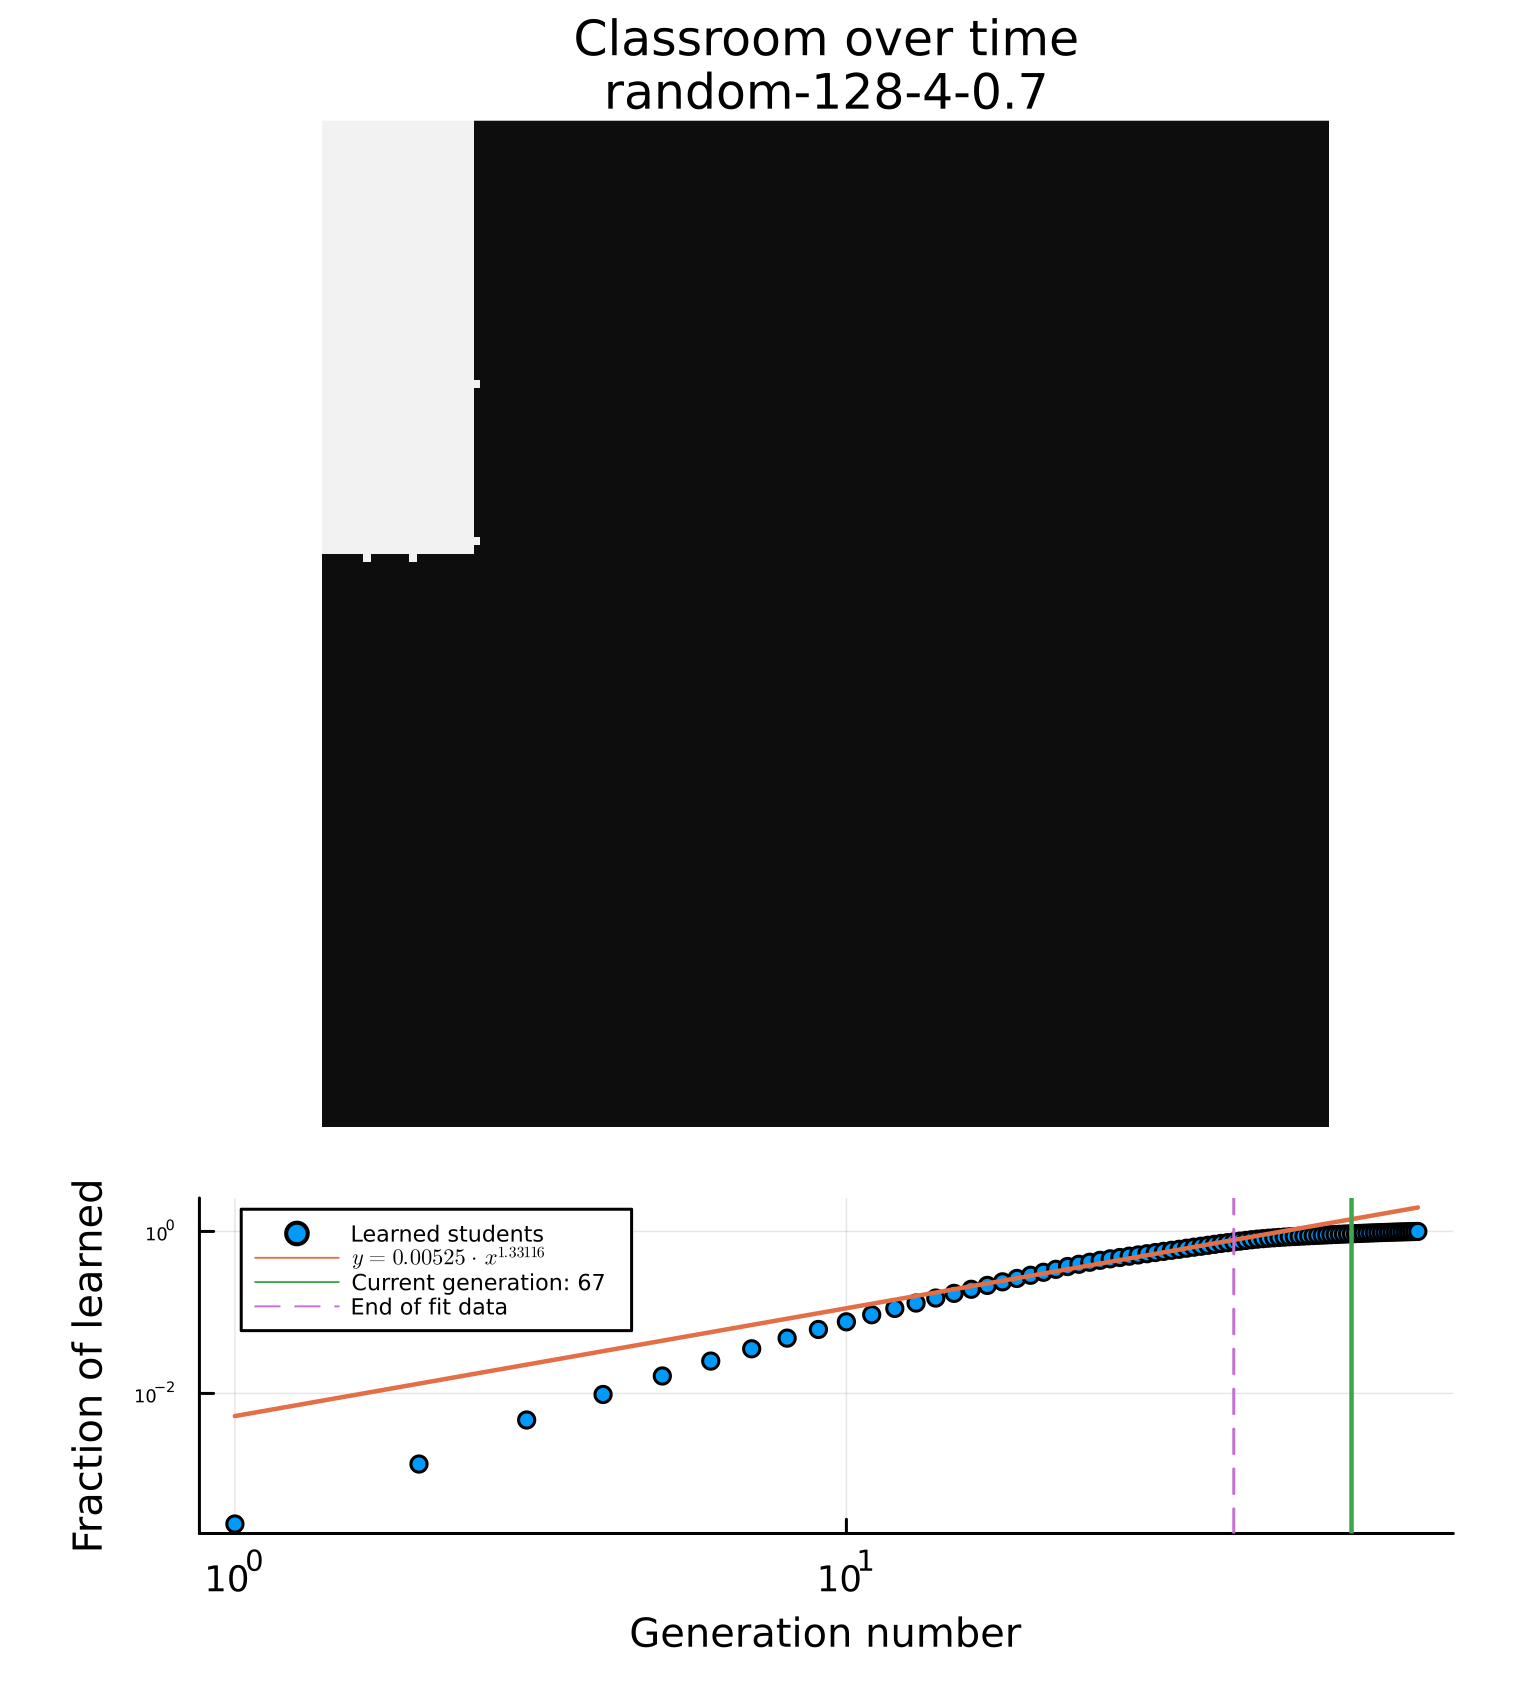 Classroom over time
random-128-4-0.7
Fraction of learned
10^0
10^-2
Learned students
y = 0.00525 · x^1.33116
Current generation: 67
End of fit data
10^0
10^1
Generation number